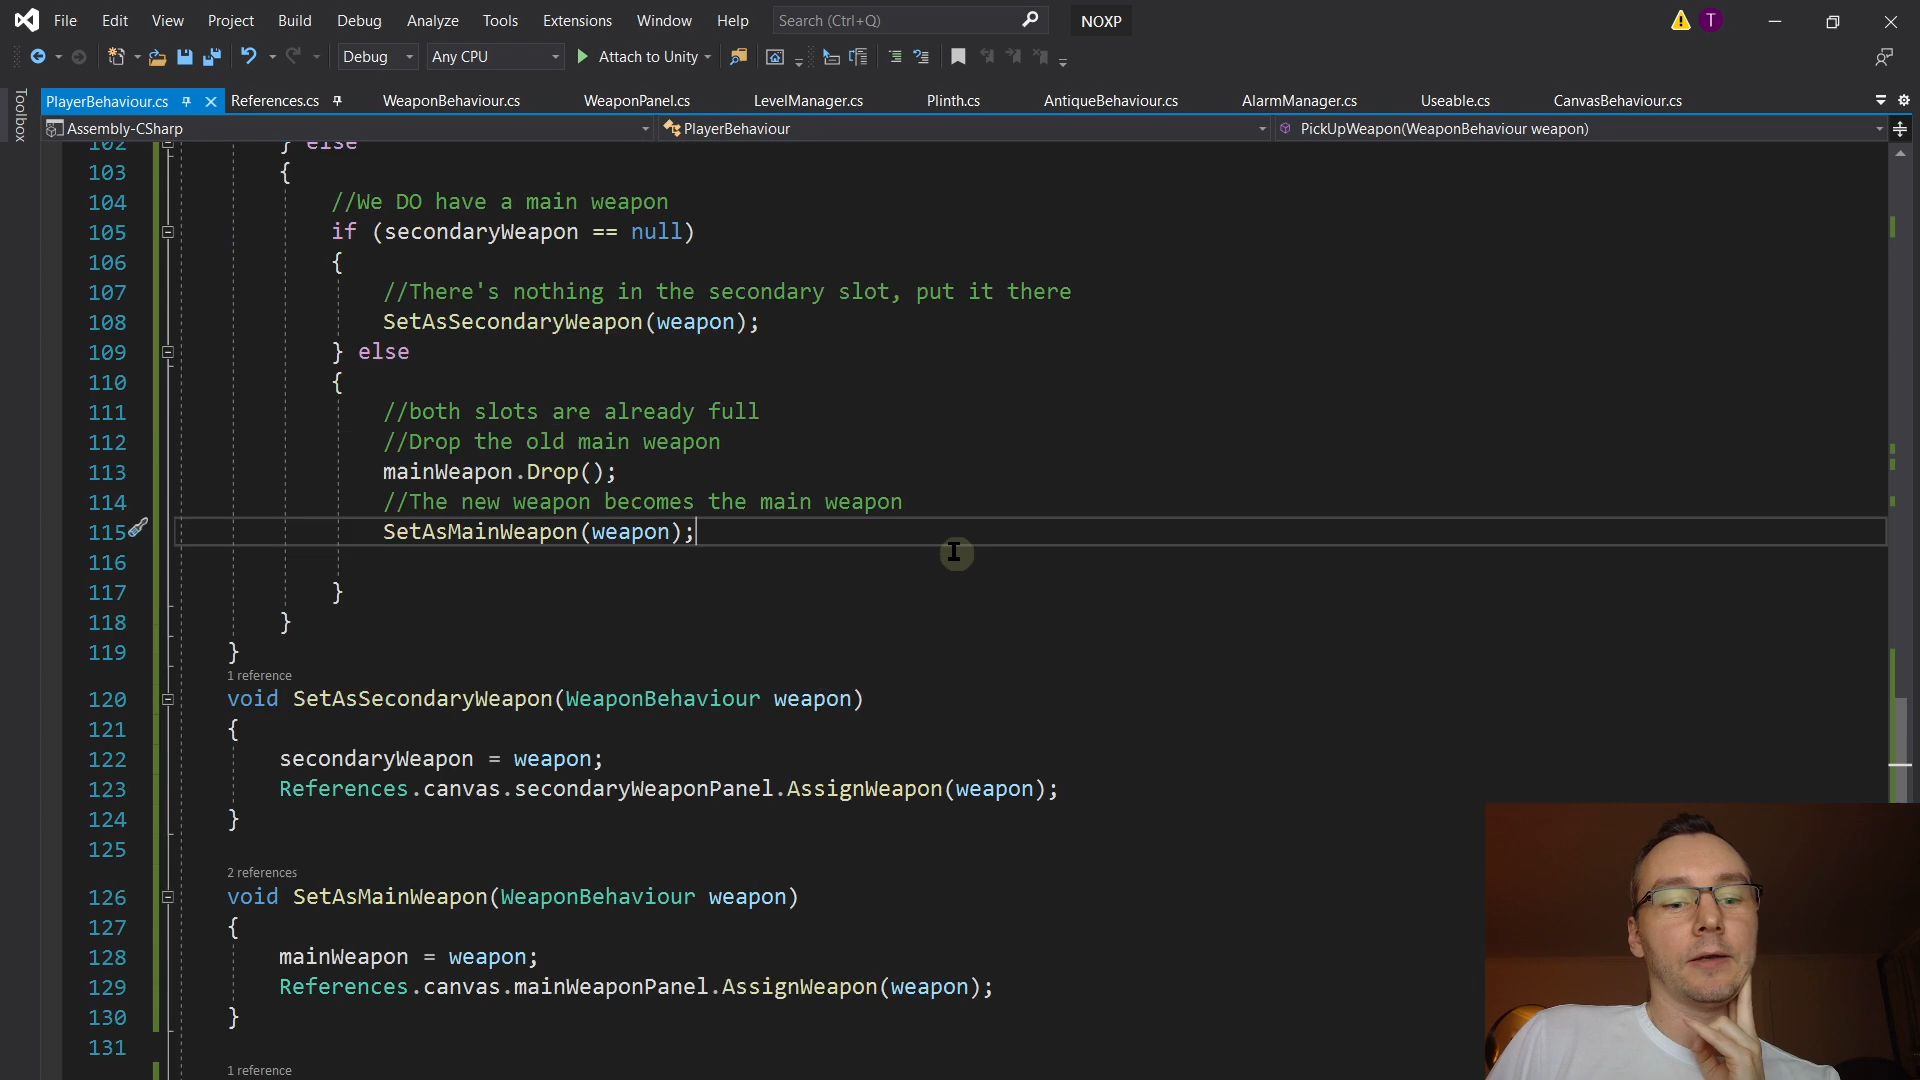 File Edit View Project Build Debug Analyze Tools Extensions Window Help Search (Ctrl+Q) NOXP T
Debug Any CPU Attach to Unity
Toolbox
PlayerBehaviour.cs References.cs WeaponBehaviour.cs WeaponPanel.cs LevelManager.cs Plinth.cs AntiqueBehaviour.cs AlarmManager.cs Useable.cs CanvasBehaviour.cs
Assembly-CSharp PlayerBehaviour PickUpWeapon(WeaponBehaviour weapon)
102 } else
103 {
104 //We DO have a main weapon
105 if (secondaryWeapon == null)
106 {
107 //There's nothing in the secondary slot, put it there
108 SetAsSecondaryWeapon(weapon);
109 } else
110 {
111 //both slots are already full
112 //Drop the old main weapon
113 mainWeapon.Drop();
114 //The new weapon becomes the main weapon
115 SetAsMainWeapon(weapon);
116
117 }
118 }
119 }
1 reference
120 void SetAsSecondaryWeapon(WeaponBehaviour weapon)
121 {
122 secondaryWeapon = weapon;
123 References.canvas.secondaryWeaponPanel.AssignWeapon(weapon);
124 }
125
2 references
126 void SetAsMainWeapon(WeaponBehaviour weapon)
127 {
128 mainWeapon = weapon;
129 References.canvas.mainWeaponPanel.AssignWeapon(weapon);
130 }
131
1 reference